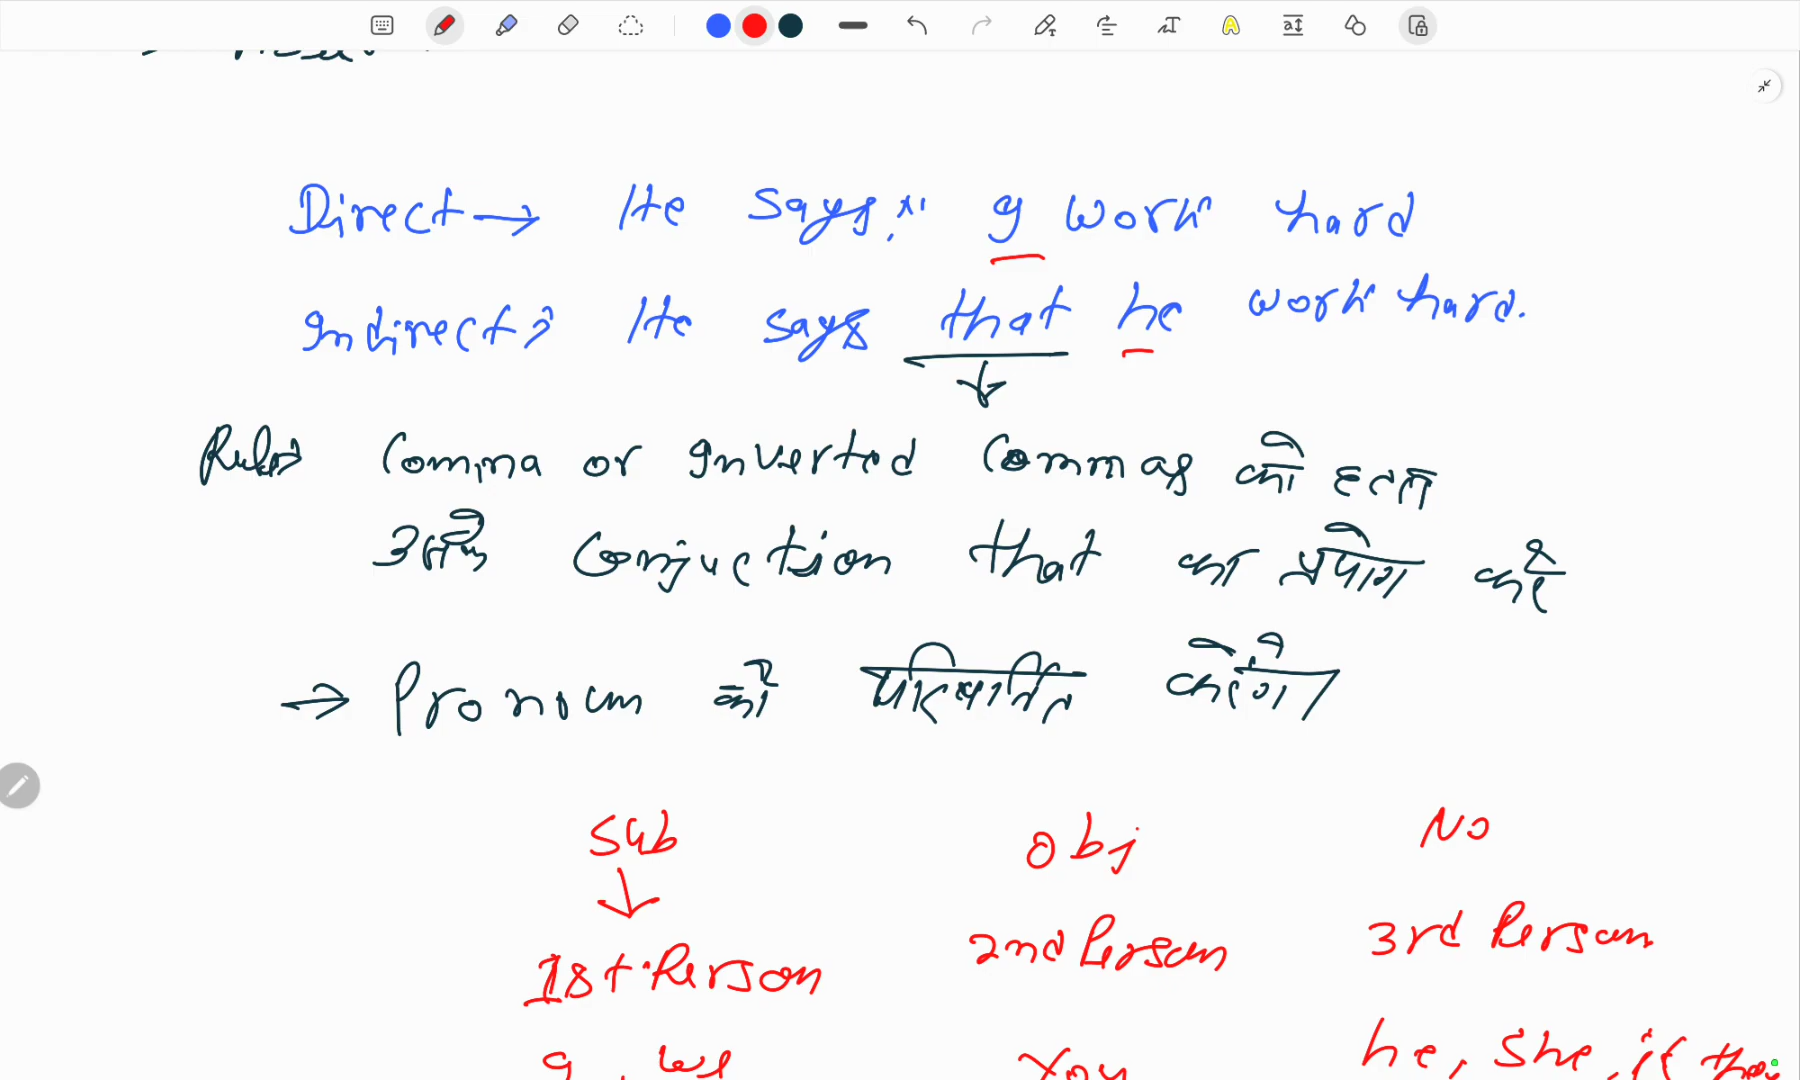 Direct → He says, " I work hard
Indirect → He says that he work hard.
Rule → Comma or Inverted Commas को हटाकर
उसके Conjuction that का प्रयोग करे
→ Pronoun को परिवर्तित करेंगे
Sub Obj No
1st Person 2nd Person 3rd Person
I, we You he, she, it they